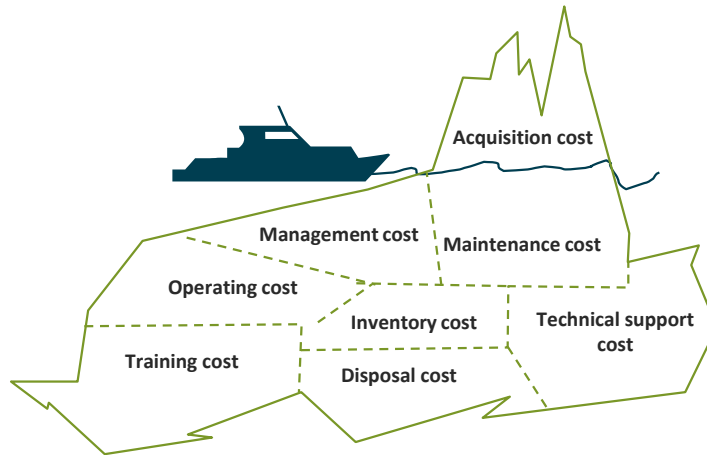 Acquisition cost
Management cost
Maintenance cost
Operating cost
Inventory cost
Technical support
cost
Training cost
Disposal cost